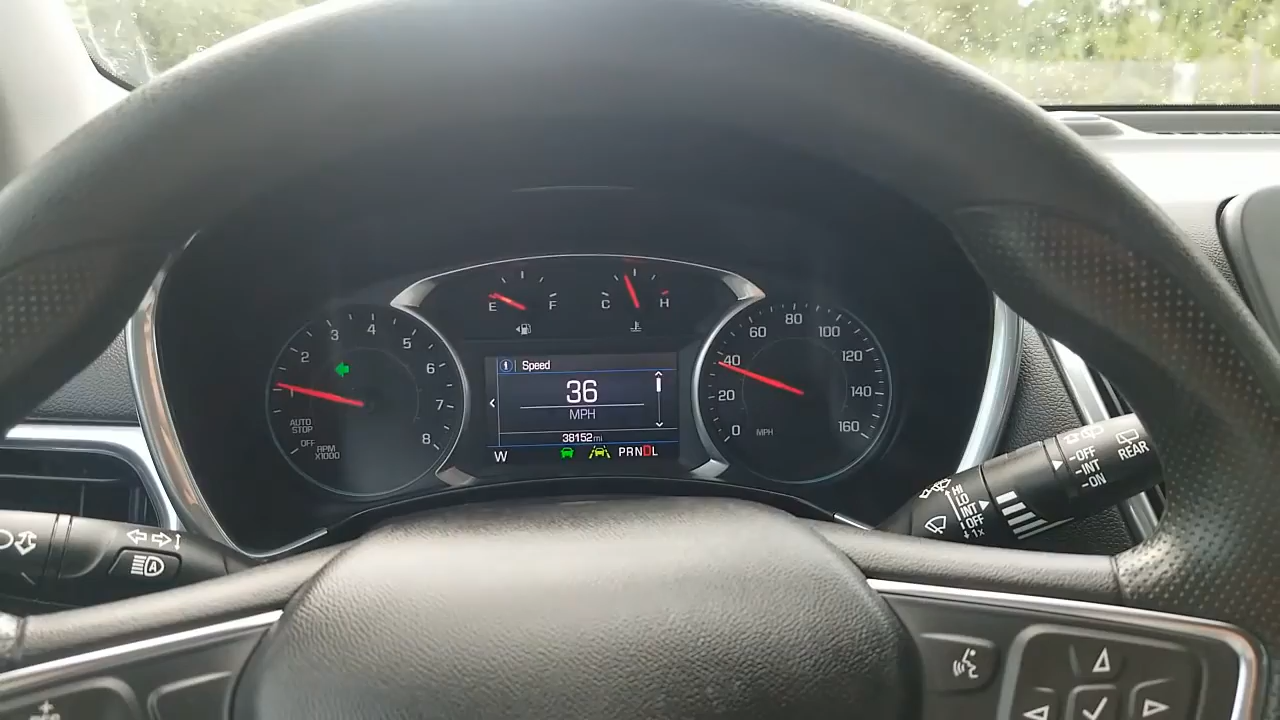 E F C H
1 2 3 4 5 6 7 8
AUTO
STOP
OFF
RPM
X1000
Speed
36
MPH
38152 mi
W PRNDL
0 20 40 60 80 100 120 140 160
MPH
HI
LO
INT
OFF
1x
OFF
INT
ON
REAR
A